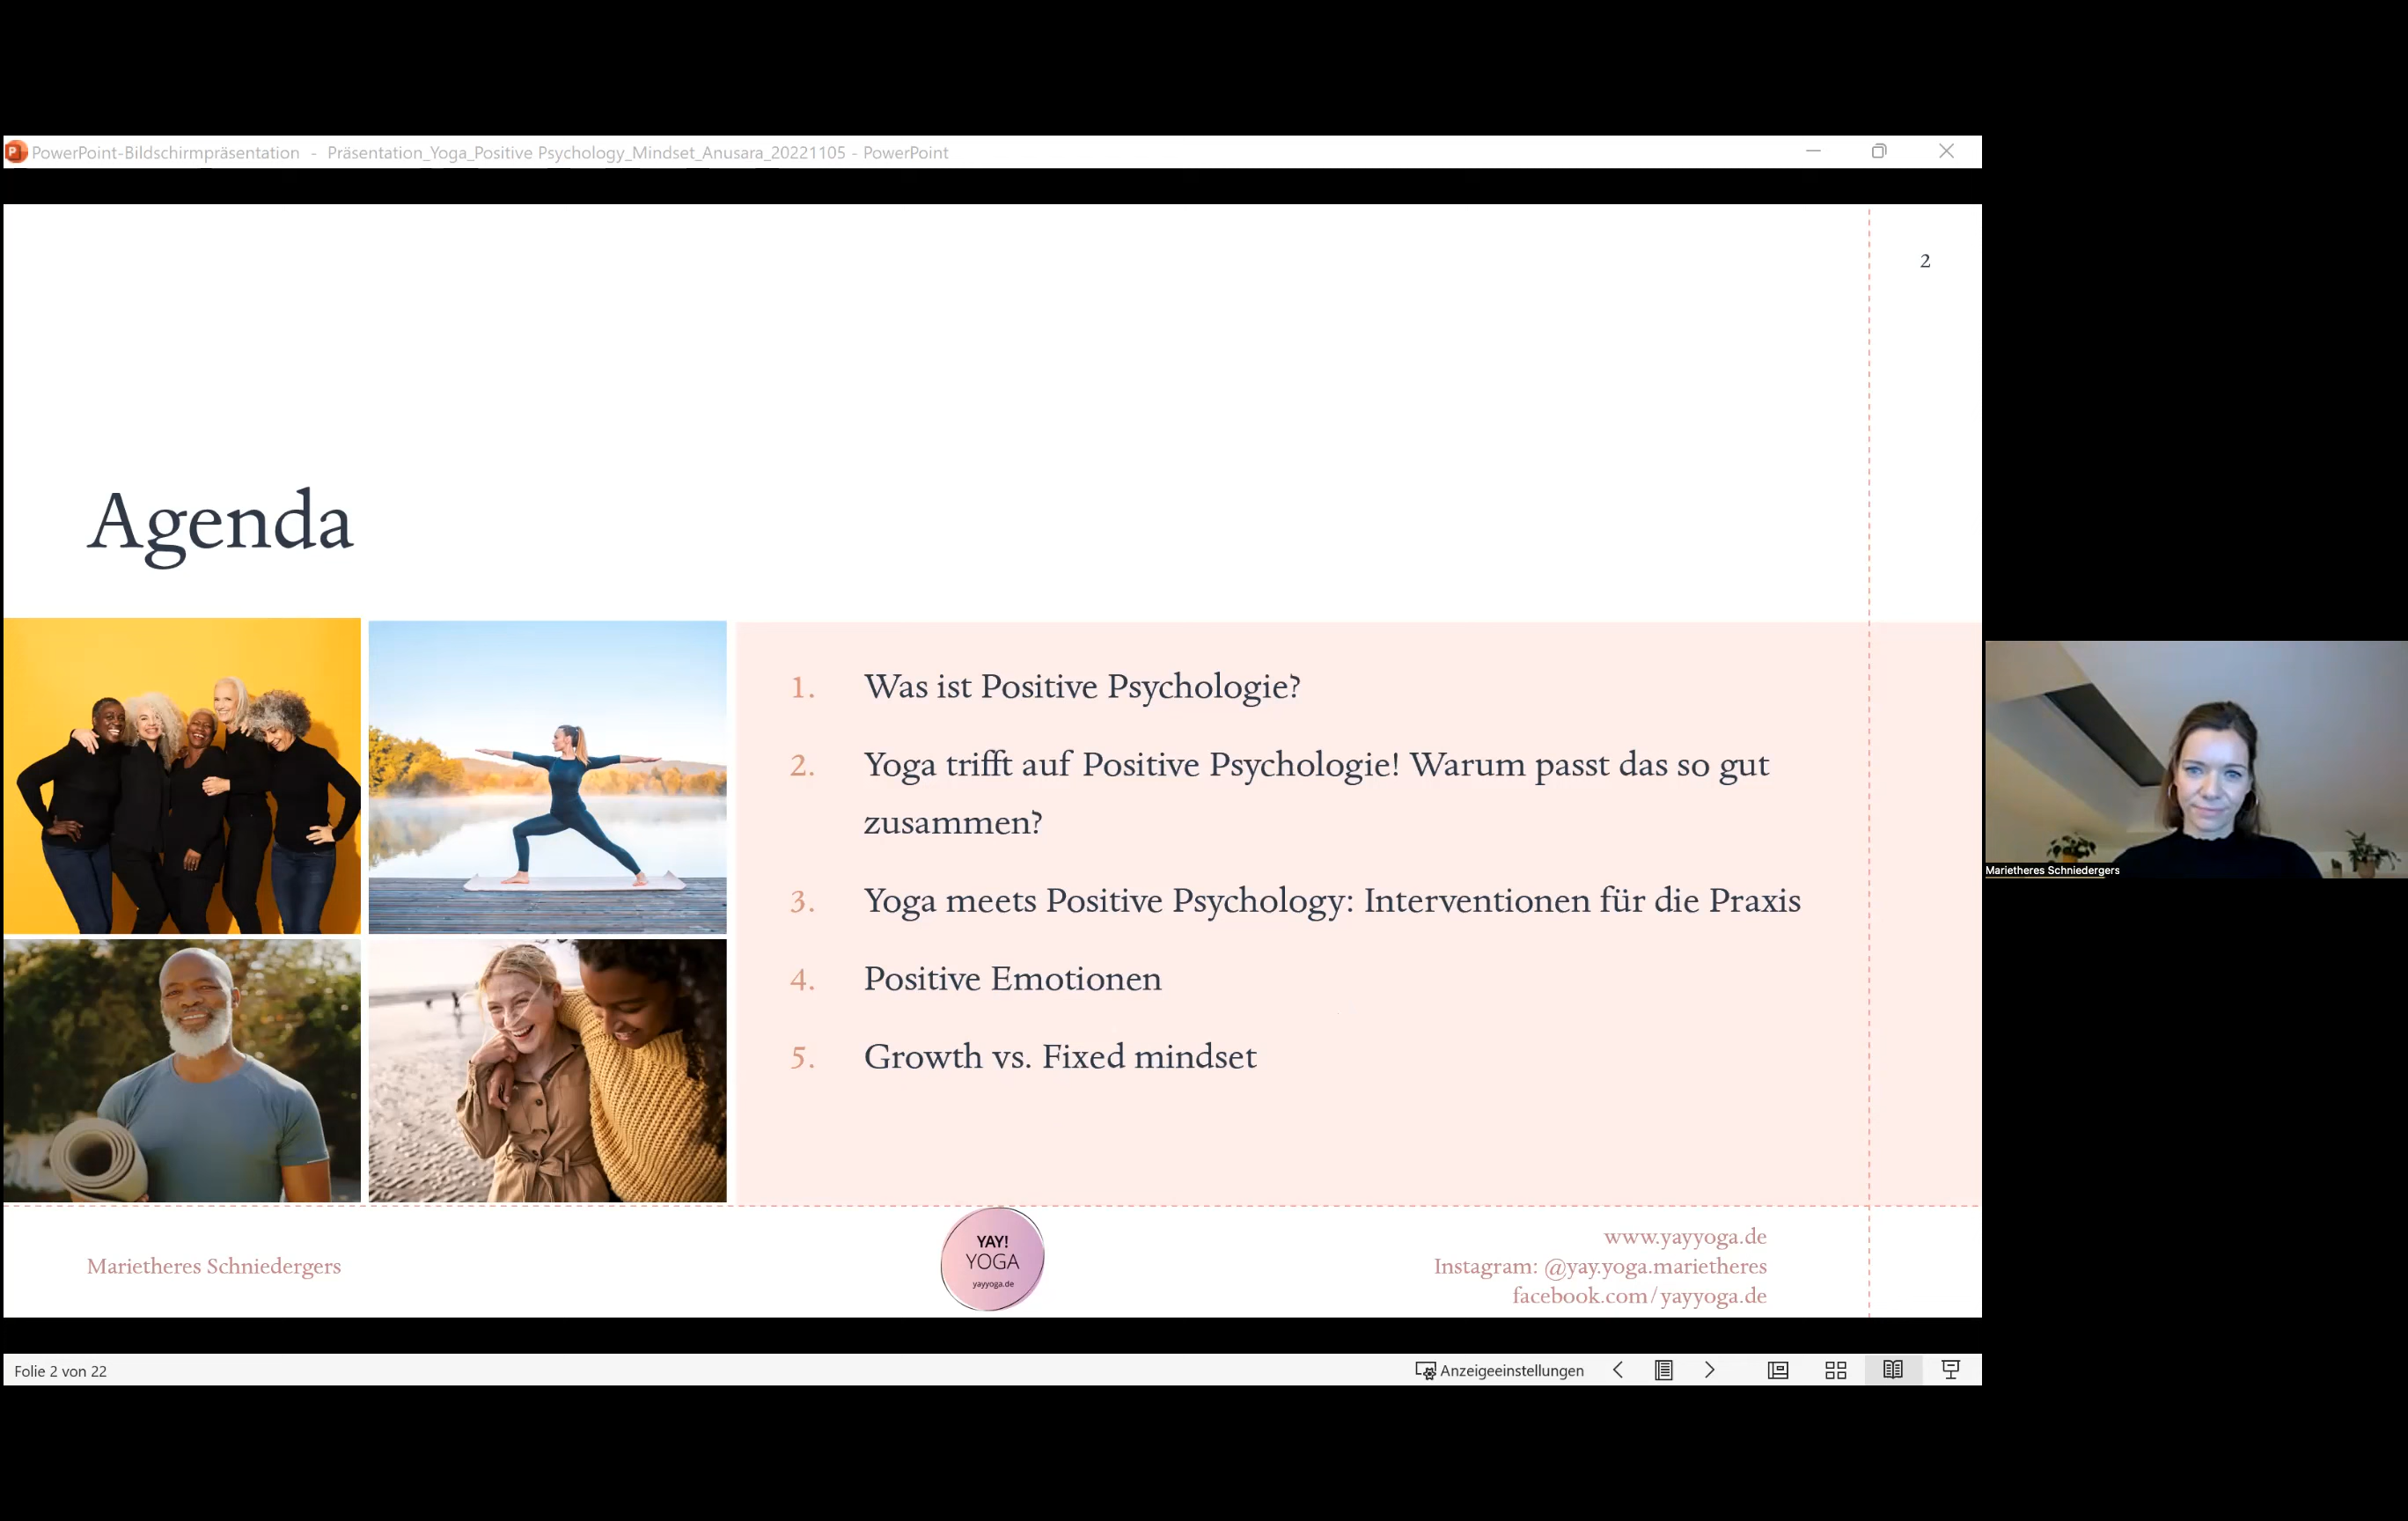 PowerPoint-Bildschirmpräsentation - Präsentation_Yoga_Positive Psychology_Mindset_Anusara_20221105 - PowerPoint
2
Agenda
1. Was ist Positive Psychologie?
2. Yoga trifft auf Positive Psychologie! Warum passt das so gut
zusammen?
3. Yoga meets Positive Psychology: Interventionen für die Praxis
4. Positive Emotionen
5. Growth vs. Fixed mindset
Marietheres Schniedergers
Marietheres Schniedergers
YAY!
YOGA
yayyoga.de
www.yayyoga.de
Instagram: @yay.yoga.marietheres
facebook.com/yayyoga.de
Folie 2 von 22
Anzeigeeinstellungen